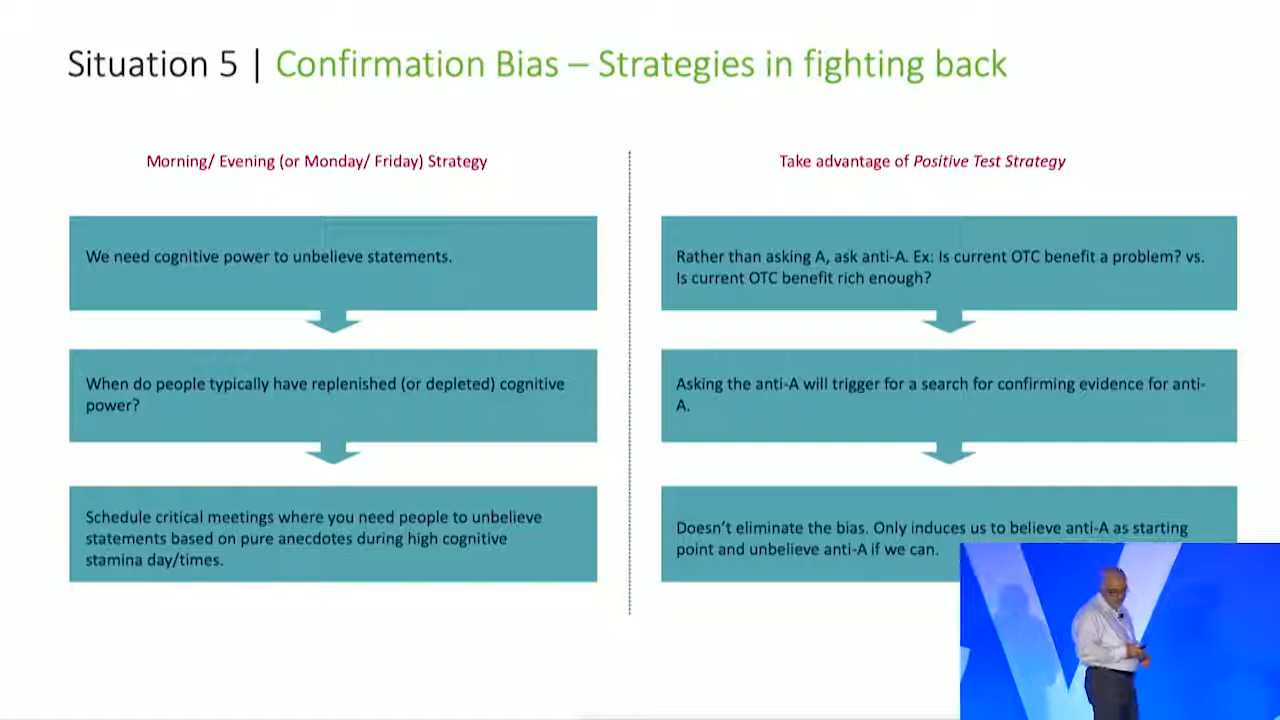 Situation 5 | Confirmation Bias – Strategies in fighting back
Morning/ Evening (or Monday/ Friday) Strategy
We need cognitive power to unbelieve statements.
When do people typically have replenished (or depleted) cognitive
power?
Schedule critical meetings where you need people to unbelieve
statements based on pure anecdotes during high cognitive
stamina day/times.
Take advantage of Positive Test Strategy
Rather than asking A, ask anti-A. Ex: Is current OTC benefit a problem? vs.
Is current OTC benefit rich enough?
Asking the anti-A will trigger for a search for confirming evidence for anti-
A.
Doesn’t eliminate the bias. Only induces us to believe anti-A as starting
point and unbelieve anti-A if we can.